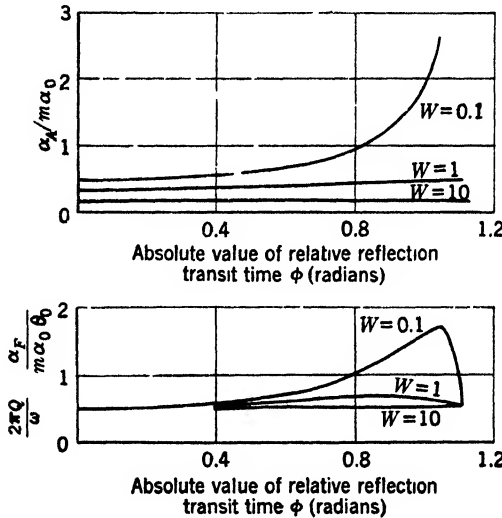 α_A/mα_0
3
2
1
0
W=0.1
W=1
W=10
0.4
0.8
1.2
Absolute value of relative reflection
transit time φ (radians)
2πQ/ω α_F/mα_0θ_0
2
1
0
W=0.1
W=1
W=10
0.4
0.8
1.2
Absolute value of relative reflection
transit time φ (radians)